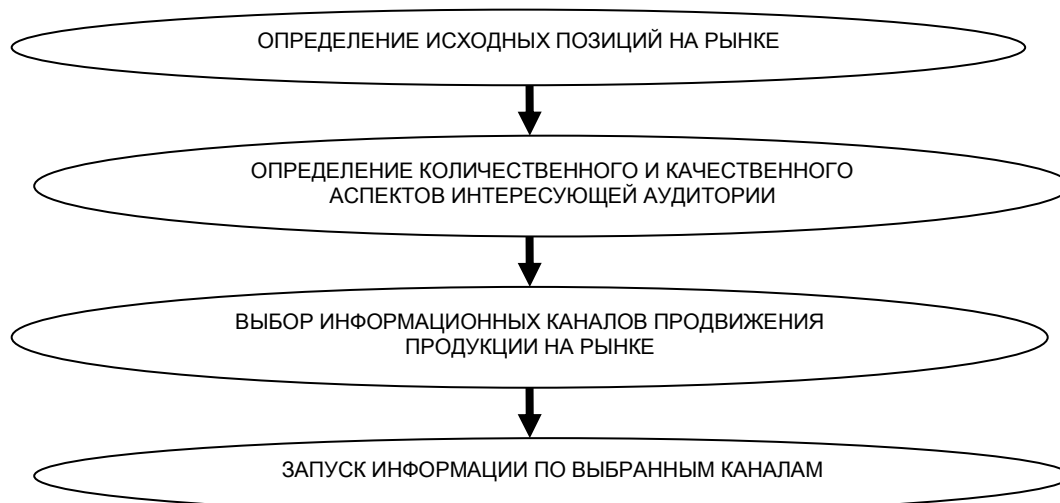 ОПРЕДЕЛЕНИЕ ИСХОДНЫХ ПОЗИЦИЙ НА РЫНКЕ
ОПРЕДЕЛЕНИЕ КОЛИЧЕСТВЕННОГО И КАЧЕСТВЕННОГО
АСПЕКТОВ ИНТЕРЕСУЮЩЕЙ АУДИТОРИИ
ВЫБОР ИНФОРМАЦИОННЫХ КАНАЛОВ ПРОДВИЖЕНИЯ
ПРОДУКЦИИ НА РЫНКЕ
ЗАПУСК ИНФОРМАЦИИ ПО ВЫБРАННЫМ КАНАЛАМ